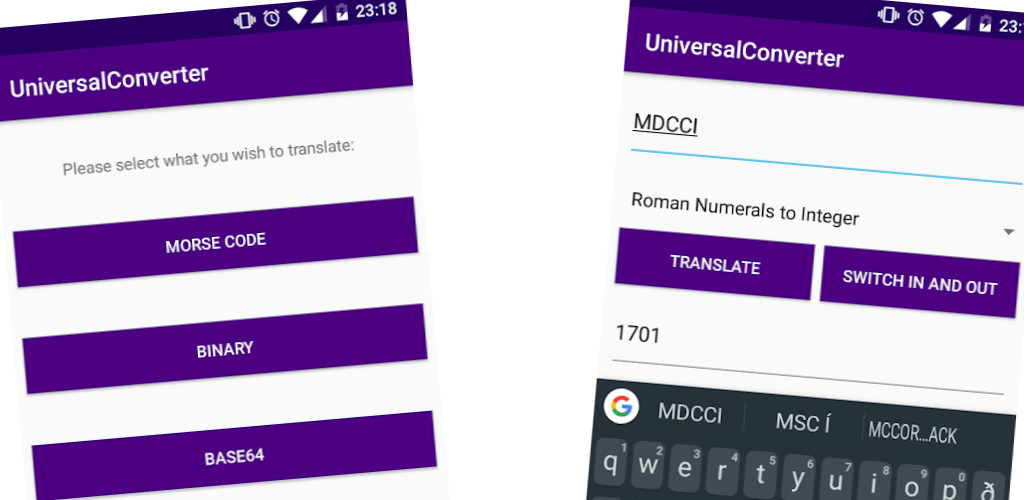 23:18
UniversalConverter
Please select what you wish to translate:
MORSE CODE
BINARY
BASE64
UniversalConverter
MDCCI
Roman Numerals to Integer
TRANSLATE
SWITCH IN AND OUT
1701
G
MDCCI
MSC Í
MCCOR...ACK
1 2 4 5 6 7 8 9 0
q w e r t y u i o p ð